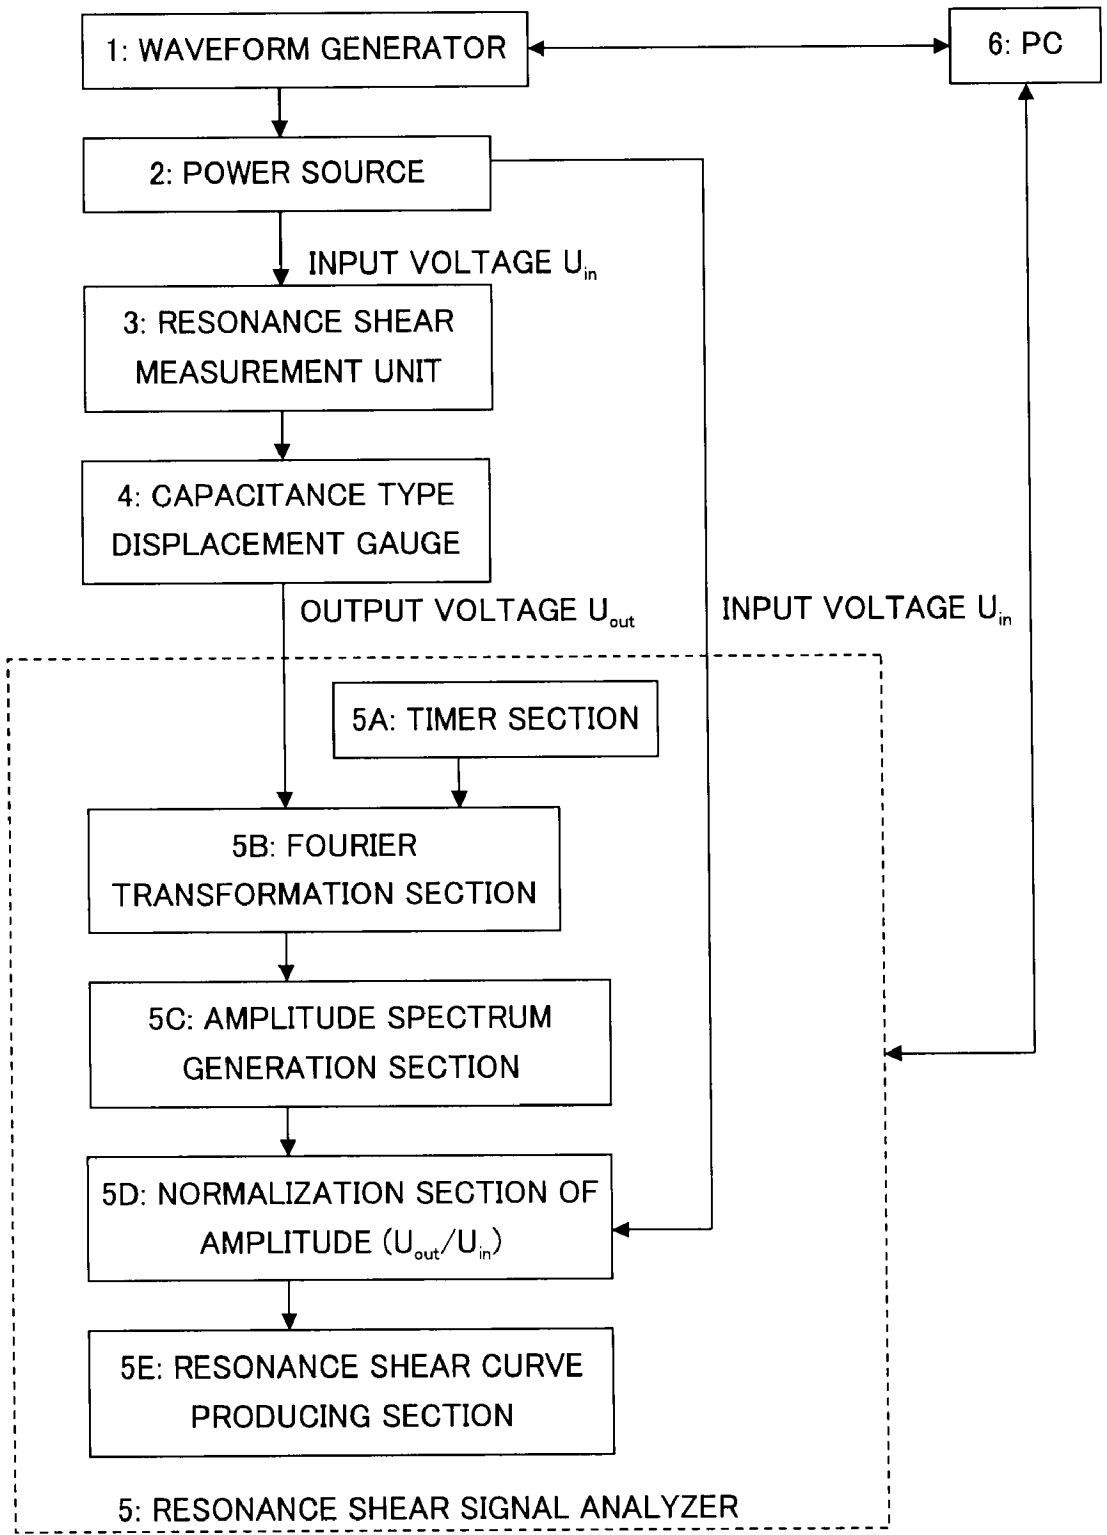 1: WAVEFORM GENERATOR
6: PC
2: POWER SOURCE
INPUT VOLTAGE Uin
3: RESONANCE SHEAR
MEASUREMENT UNIT
4: CAPACITANCE TYPE
DISPLACEMENT GAUGE
OUTPUT VOLTAGE Uout
INPUT VOLTAGE Uin
5A: TIMER SECTION
5B: FOURIER
TRANSFORMATION SECTION
5C: AMPLITUDE SPECTRUM
GENERATION SECTION
5D: NORMALIZATION SECTION OF
AMPLITUDE (Uout/Uin)
5E: RESONANCE SHEAR CURVE
PRODUCING SECTION
5: RESONANCE SHEAR SIGNAL ANALYZER